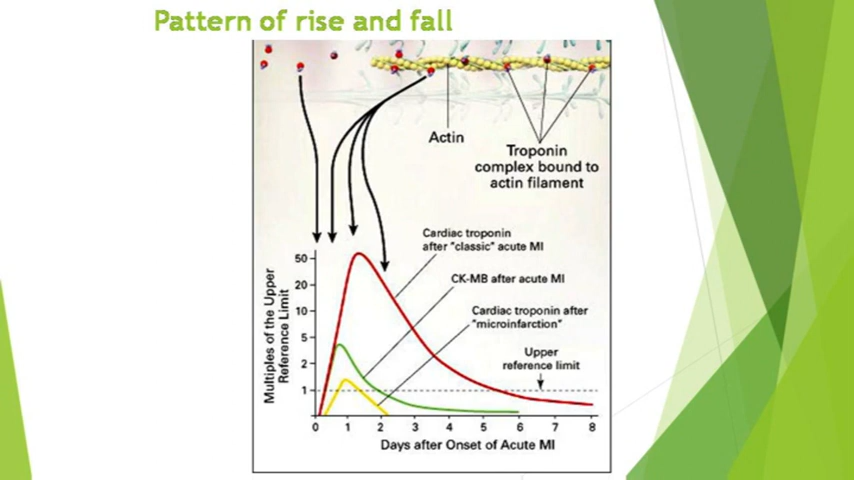 Pattern of rise and fall
Actin
Troponin
complex bound to
actin filament
Cardiac troponin
after "classic" acute MI
CK-MB after acute MI
Cardiac troponin after
"microinfarction"
Upper
reference limit
Multiples of the Upper
Reference Limit
50
20
10
5
2
1
0 1 2 3 4 5 6 7 8
Days after Onset of Acute MI